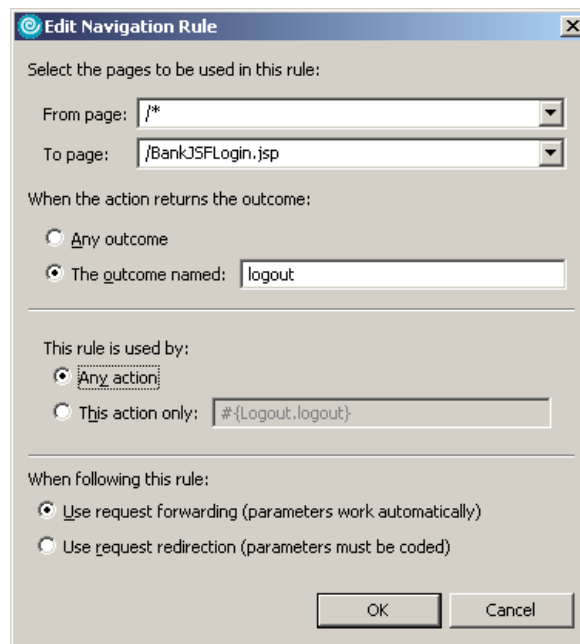 Edit Navigation Rule
Select the pages to be used in this rule:
From page: /*
To page: /BankJSFLogin.jsp
When the action returns the outcome:
Any outcome
The outcome named: logout
This rule is used by:
Any action
This action only: #{Logout.logout}
When following this rule:
Use request forwarding (parameters work automatically)
Use request redirection (parameters must be coded)
OK Cancel